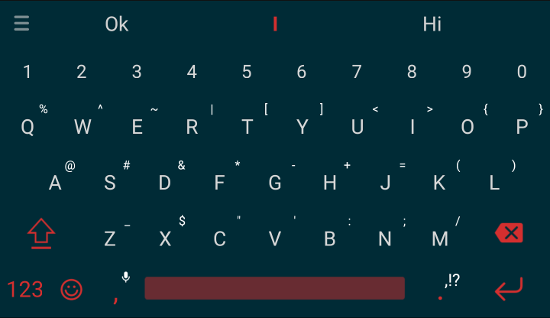 Ok I Hi
1 2 3 4 5 6 7 8 9 0
% ^ ~ | [ ] < > { }
Q W E R T Y U I O P
@ # & * - + = ( )
A S D F G H J K L
_ $ " ' : ; /
Z X C V B N M
123 , . ,!?